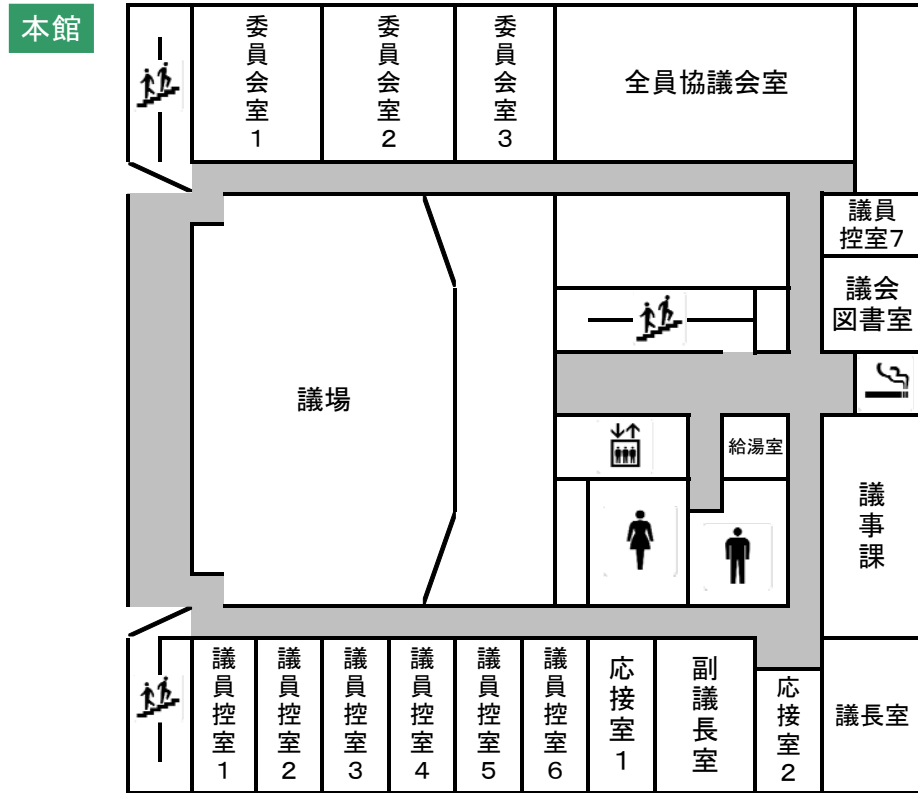 本館
委員会室1
委員会室2
委員会室3
全員協議会室
議員
控室7
議会
図書室
議場
給湯室
議事課
議員控室1
議員控室2
議員控室3
議員控室4
議員控室5
議員控室6
応接室1
副議長室
応接室2
議長室